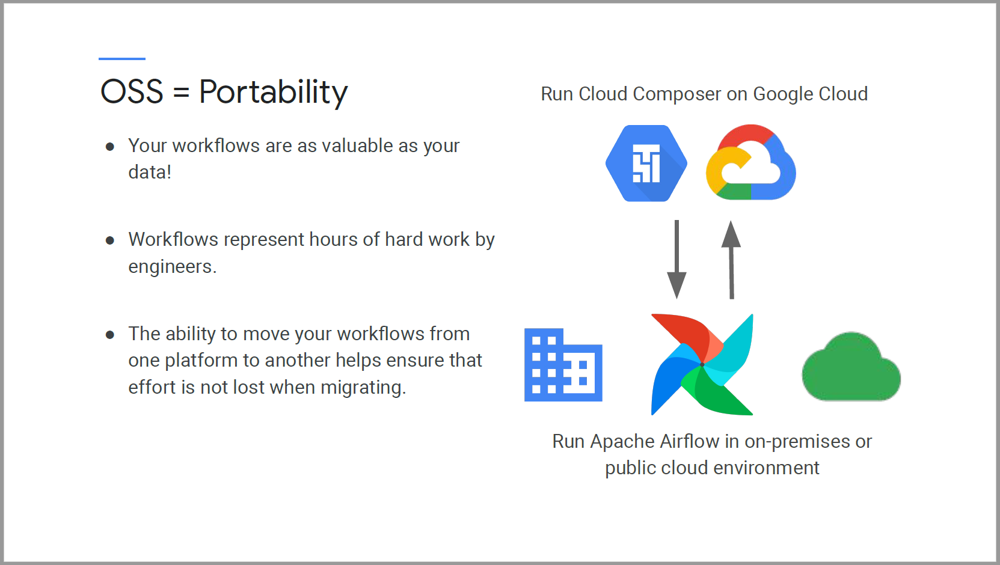 OSS = Portability
● Your workflows are as valuable as your
data!
● Workflows represent hours of hard work by
engineers.
● The ability to move your workflows from
one platform to another helps ensure that
effort is not lost when migrating.
Run Cloud Composer on Google Cloud
Run Apache Airflow in on-premises or
public cloud environment